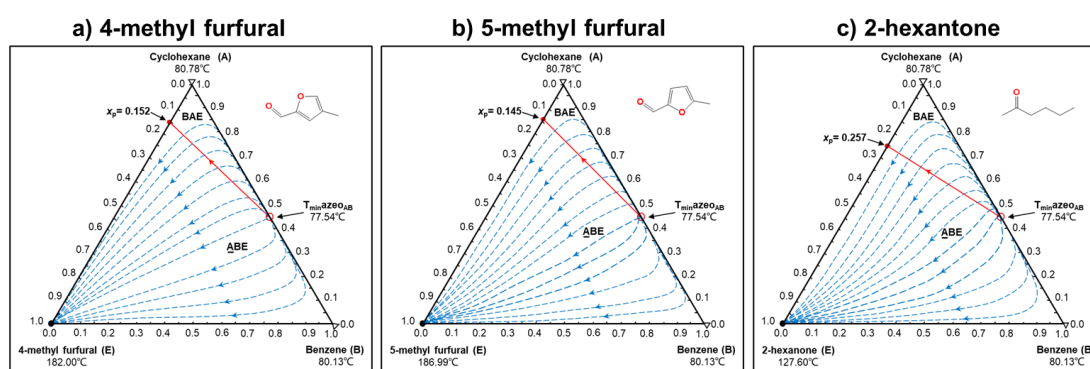 a) 4-methyl furfural
Cyclohexane (A)
80.78℃
0.0
0.1
0.2
0.3
0.4
0.5
0.6
0.7
0.8
0.9
1.0
0.9
0.8
0.7
0.6
0.5
0.4
0.3
0.2
0.1
0.0
0.0 0.1 0.2 0.3 0.4 0.5 0.6 0.7 0.8 0.9 1.0
xp= 0.152
BAE
ABE
TminazeoAB
77.54℃
O
O
4-methyl furfural (E)
182.00℃
Benzene (B)
80.13℃
b) 5-methyl furfural
Cyclohexane (A)
80.78℃
0.0
0.1
0.2
0.3
0.4
0.5
0.6
0.7
0.8
0.9
1.0
0.9
0.8
0.7
0.6
0.5
0.4
0.3
0.2
0.1
0.0
0.0 0.1 0.2 0.3 0.4 0.5 0.6 0.7 0.8 0.9 1.0
xp= 0.145
BAE
ABE
TminazeoAB
77.54℃
O
O
5-methyl furfural (E)
186.99℃
Benzene (B)
80.13℃
c) 2-hexantone
Cyclohexane (A)
80.78℃
0.0
0.1
0.2
0.3
0.4
0.5
0.6
0.7
0.8
0.9
1.0
0.9
0.8
0.7
0.6
0.5
0.4
0.3
0.2
0.1
0.0
0.0 0.1 0.2 0.3 0.4 0.5 0.6 0.7 0.8 0.9 1.0
xp= 0.257
BAE
ABE
TminazeoAB
77.54℃
O
2-hexanone (E)
127.60℃
Benzene (B)
80.13℃